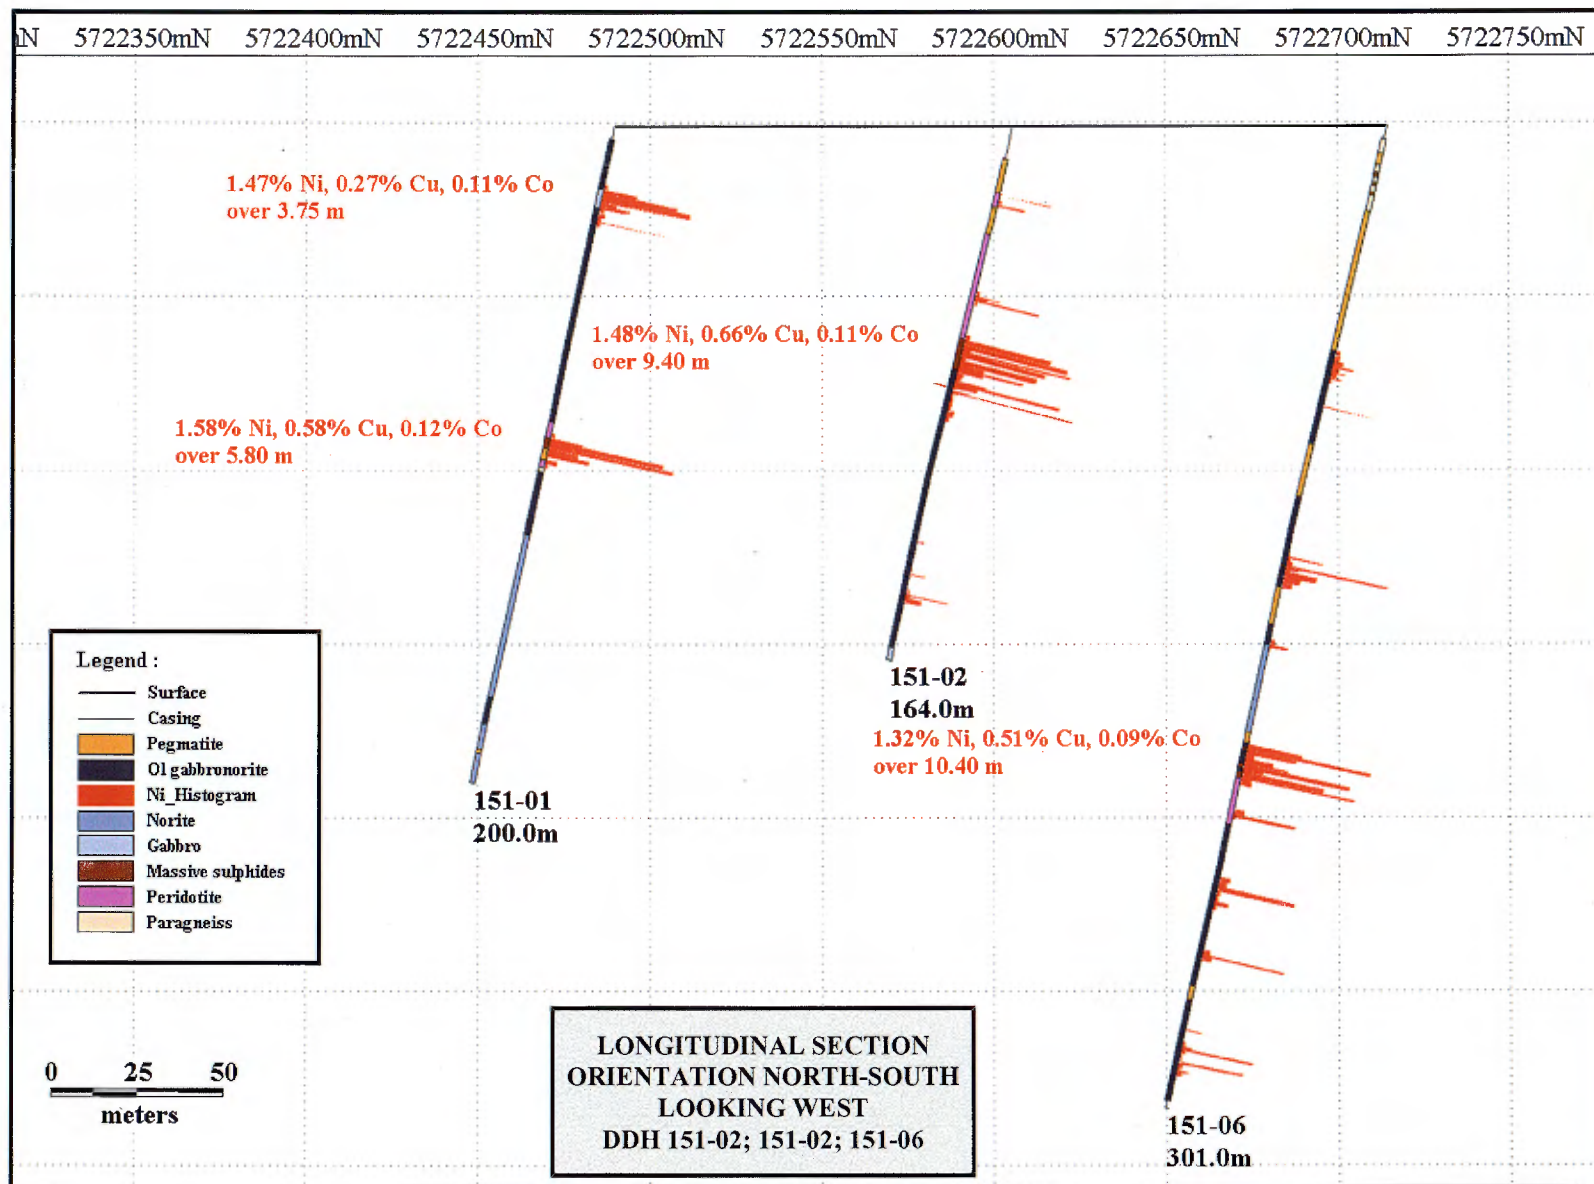 mN 5722350mN 5722400mN 5722450mN 5722500mN 5722550mN 5722600mN 5722650mN 5722700mN 5722750mN
1.47% Ni, 0.27% Cu, 0.11% Co
over 3.75 m
1.48% Ni, 0.66% Cu, 0.11% Co
over 9.40 m
1.58% Ni, 0.58% Cu, 0.12% Co
over 5.80 m
151-02
164.0m
1.32% Ni, 0.51% Cu, 0.09% Co
over 10.40 m
151-01
200.0m
Legend :
Surface
Casing
Pegmatite
Ol gabbronorite
Ni_Histogram
Norite
Gabbro
Massive sulphides
Peridotite
Paragneiss
0 25 50
meters
LONGITUDINAL SECTION
ORIENTATION NORTH-SOUTH
LOOKING WEST
DDH 151-02; 151-02; 151-06
151-06
301.0m